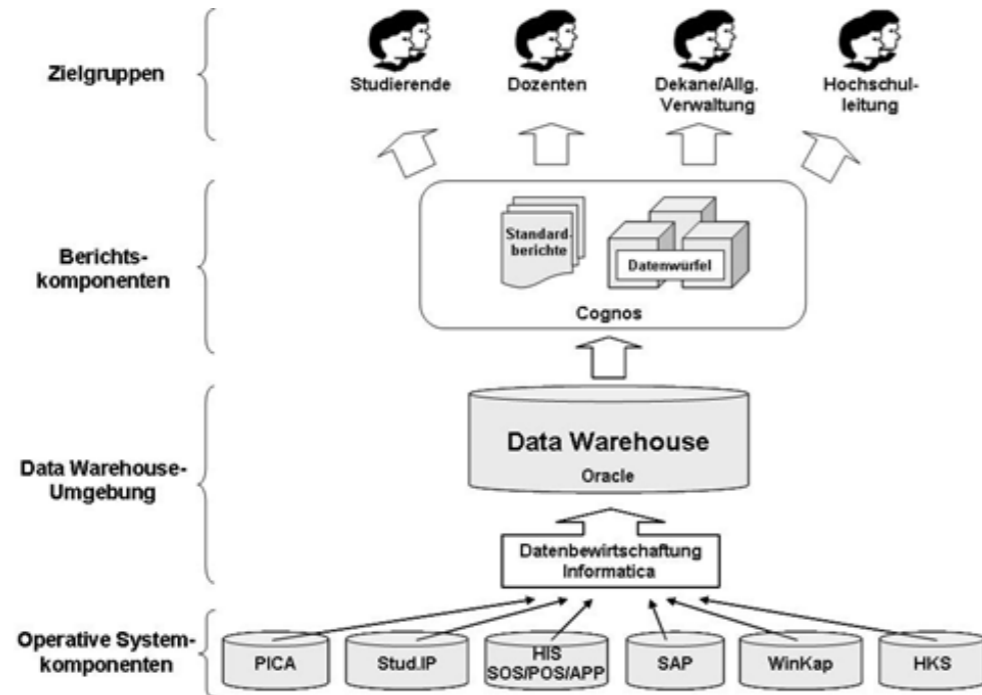 Zielgruppen
Studierende
Dozenten
Dekane/Allg.
Verwaltung
Hochschul-
leitung
Berichts-
komponenten
Standard-
berichte
Datenwürfel
Cognos
Data Warehouse-
Umgebung
Data Warehouse
Oracle
Datenbewirtschaftung
Informatica
Operative System-
komponenten
PICA
Stud.IP
HIS
SOS/POS/APP
SAP
WinKap
HKS